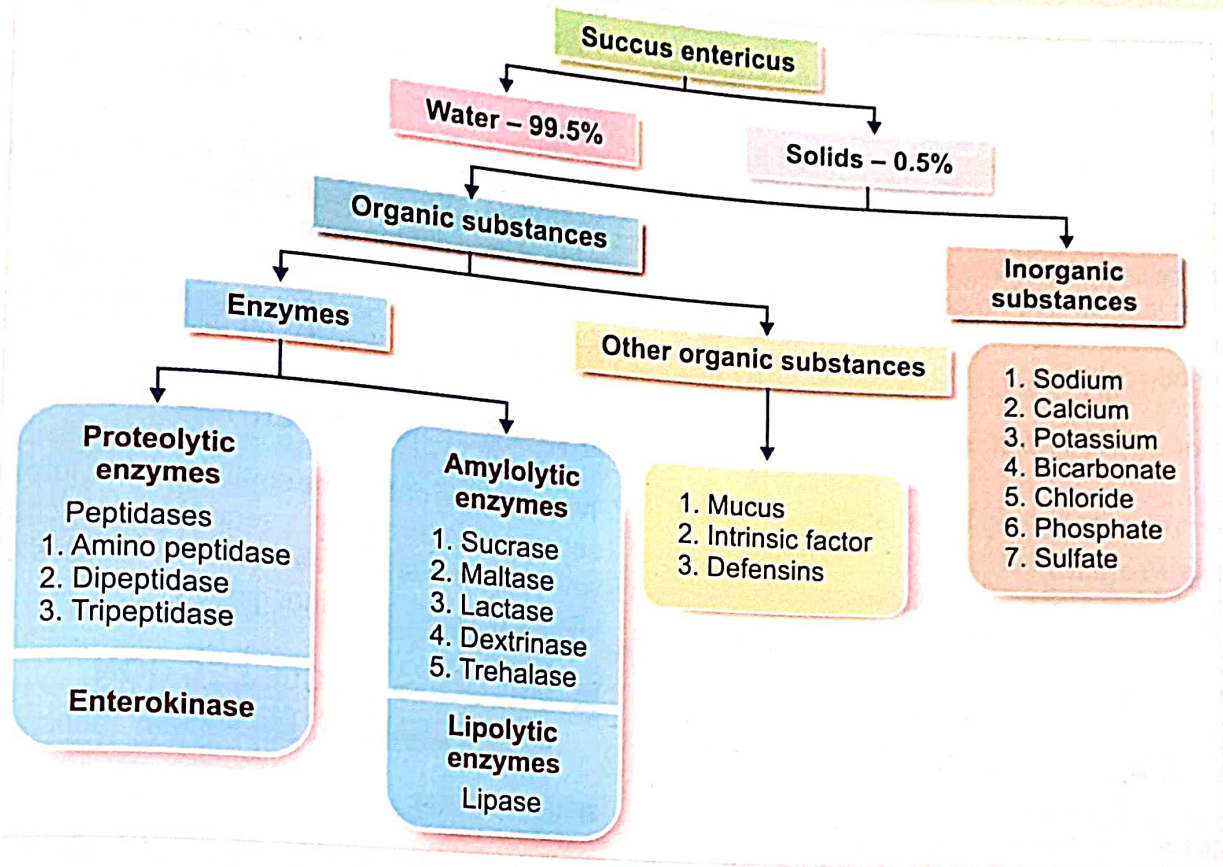 Succus entericus
Water – 99.5%
Solids – 0.5%
Organic substances
Inorganic
substances
Enzymes
Other organic substances
Proteolytic
enzymes
Peptidases
1. Amino peptidase
2. Dipeptidase
3. Tripeptidase
Enterokinase
Amylolytic
enzymes
1. Sucrase
2. Maltase
3. Lactase
4. Dextrinase
5. Trehalase
Lipolytic
enzymes
Lipase
1. Mucus
2. Intrinsic factor
3. Defensins
1. Sodium
2. Calcium
3. Potassium
4. Bicarbonate
5. Chloride
6. Phosphate
7. Sulfate